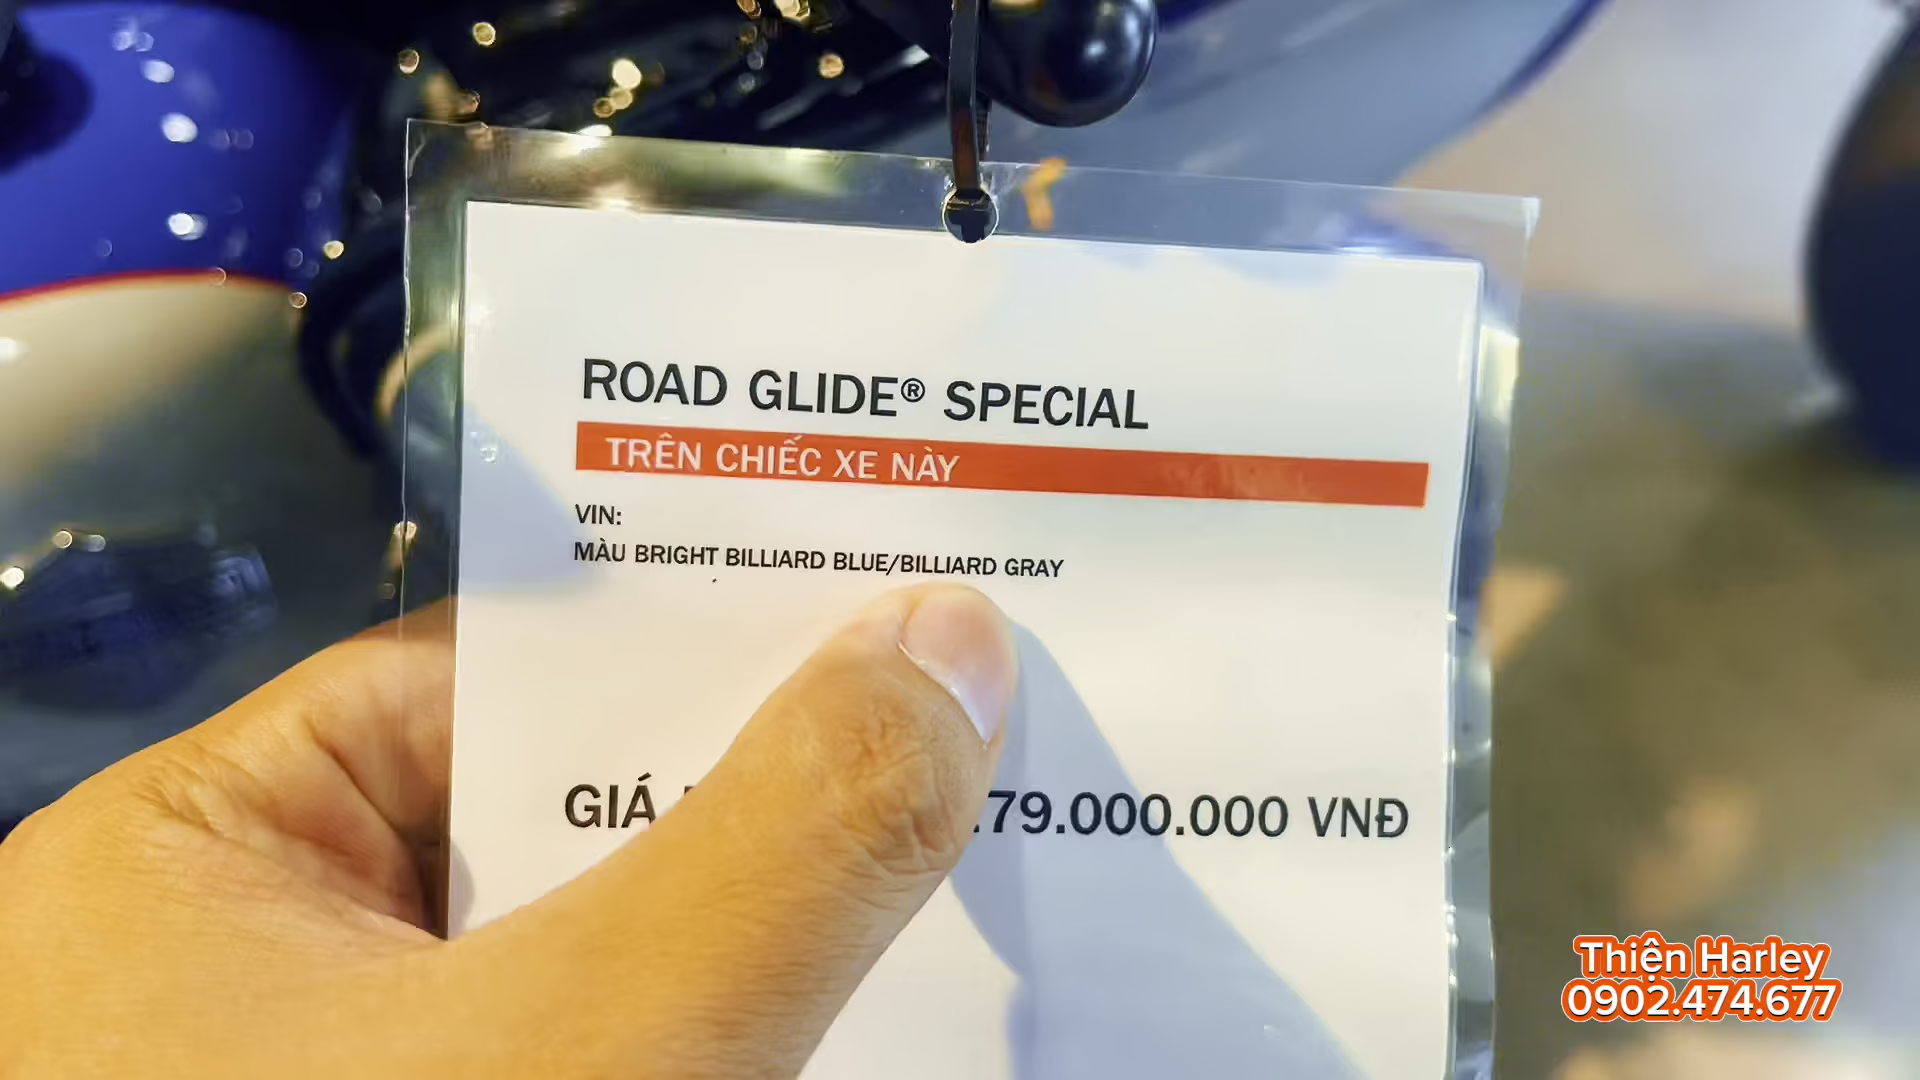 ROAD GLIDE® SPECIAL
TRÊN CHIẾC XE NÀY
VIN:
MÀU BRIGHT BILLIARD BLUE/BILLIARD GRAY
GIÁ 79.000.000 VNĐ
Thiện Harley
0902.474.677